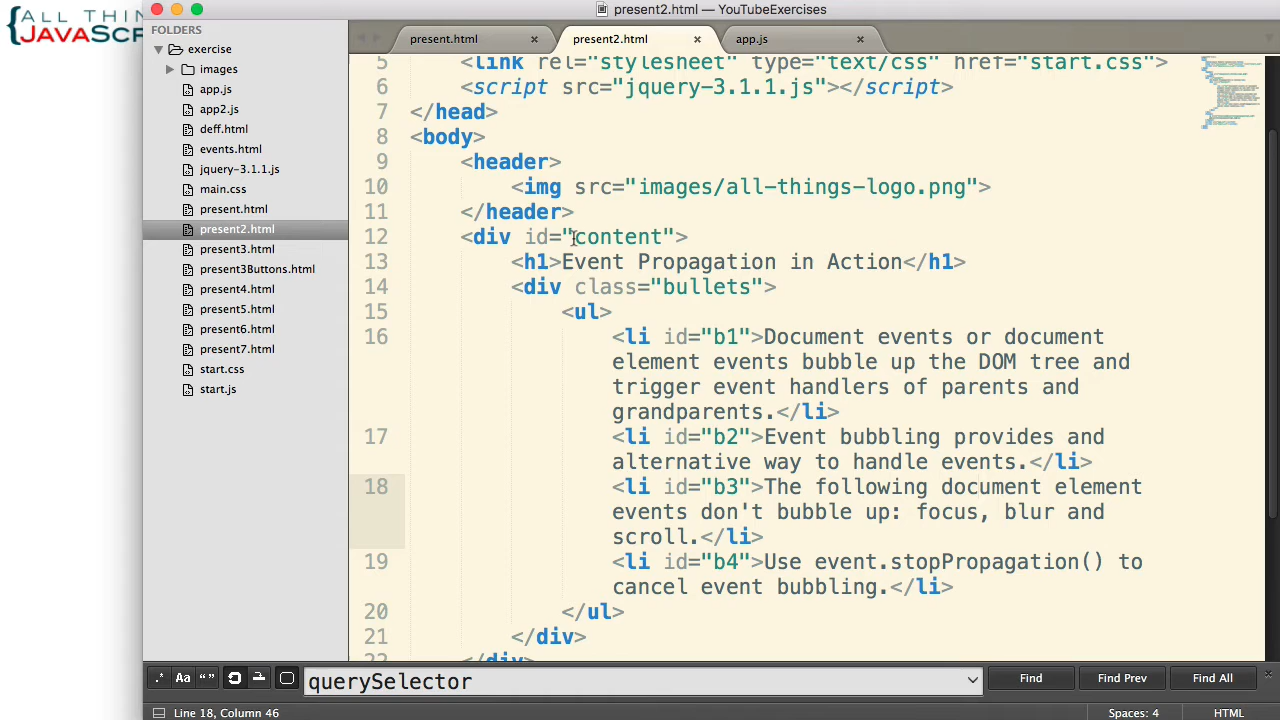 ALL THIN
JAVASCR
present2.html — YouTubeExercises
FOLDERS
exercise
images
app.js
app2.js
deff.html
events.html
jquery-3.1.1.js
main.css
present.html
present2.html
present3.html
present3Buttons.html
present4.html
present5.html
present6.html
present7.html
start.css
start.js
present.html ×
present2.html ×
app.js ×
5 <link rel="stylesheet" type="text/css" href="start.css">
6 <script src="jquery-3.1.1.js"></script>
7 </head>
8 <body>
9 <header>
10 <img src="images/all-things-logo.png">
11 </header>
12 <div id="content">
13 <h1>Event Propagation in Action</h1>
14 <div class="bullets">
15 <ul>
16 <li id="b1">Document events or document
element events bubble up the DOM tree and
trigger event handlers of parents and
grandparents.</li>
17 <li id="b2">Event bubbling provides and
alternative way to handle events.</li>
18 <li id="b3">The following document element
events don't bubble up: focus, blur and
scroll.</li>
19 <li id="b4">Use event.stopPropagation() to
cancel event bubbling.</li>
20 </ul>
21 </div>
22 </div>
.* Aa “ ” querySelector Find Find Prev Find All ×
Line 18, Column 46 Spaces: 4 HTML